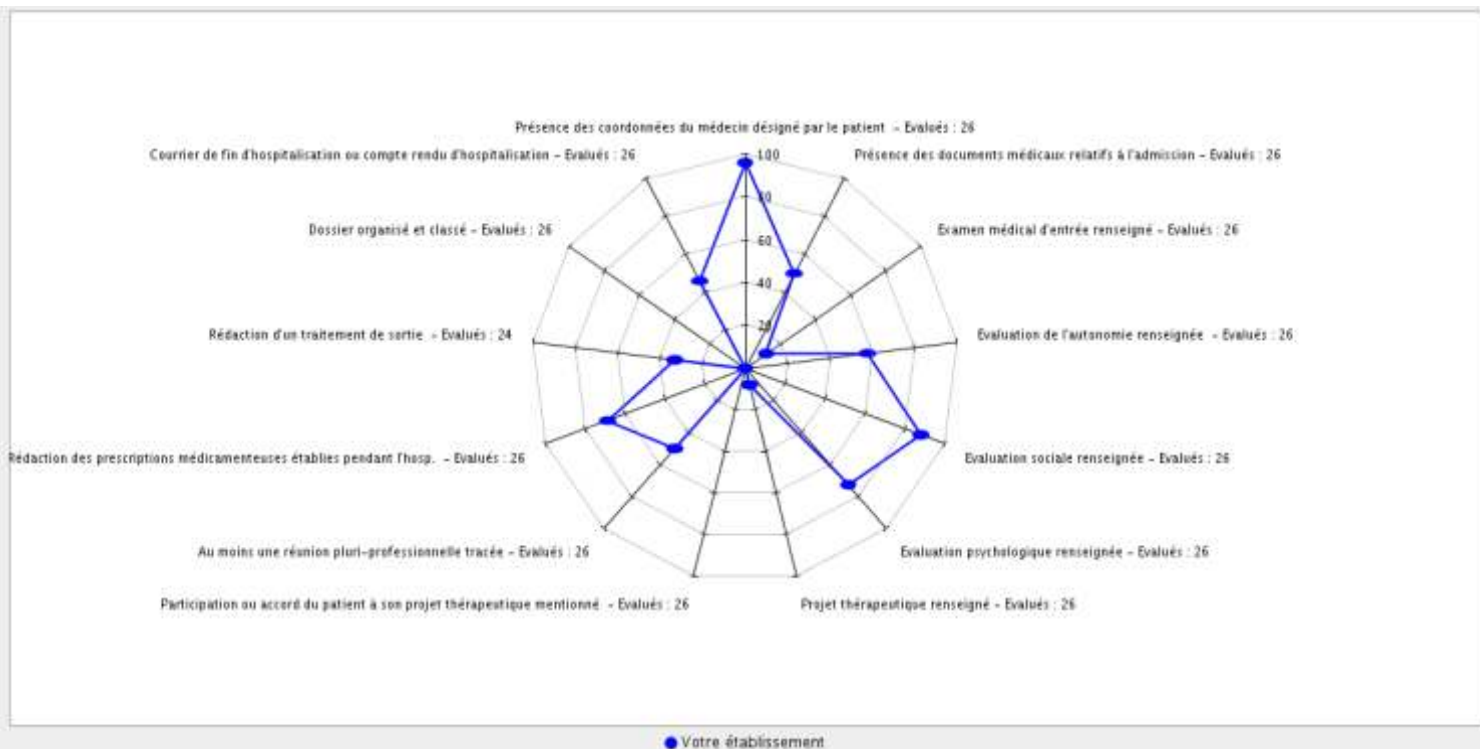 Présence des coordonnées du médecin désigné par le patient - Evalués : 26
Courrier de fin d'hospitalisation ou compte rendu d'hospitalisation - Evalués : 26
100
Présence des documents médicaux relatifs à l'admission - Evalués : 26
80
Dossier organisé et classé - Evalués : 26
Examen médical d'entrée renseigné - Evalués : 26
60
40
20
Rédaction d'un traitement de sortie - Evalués : 24
Evaluation de l'autonomie renseignée - Evalués : 26
Rédaction des prescriptions médicamenteuses établies pendant l'hosp. - Evalués : 26
Evaluation sociale renseignée - Evalués : 26
Au moins une réunion pluri-professionnelle tracée - Evalués : 26
Evaluation psychologique renseignée - Evalués : 26
Participation ou accord du patient à son projet thérapeutique mentionné - Evalués : 26
Projet thérapeutique renseigné - Evalués : 26
Votre établissement